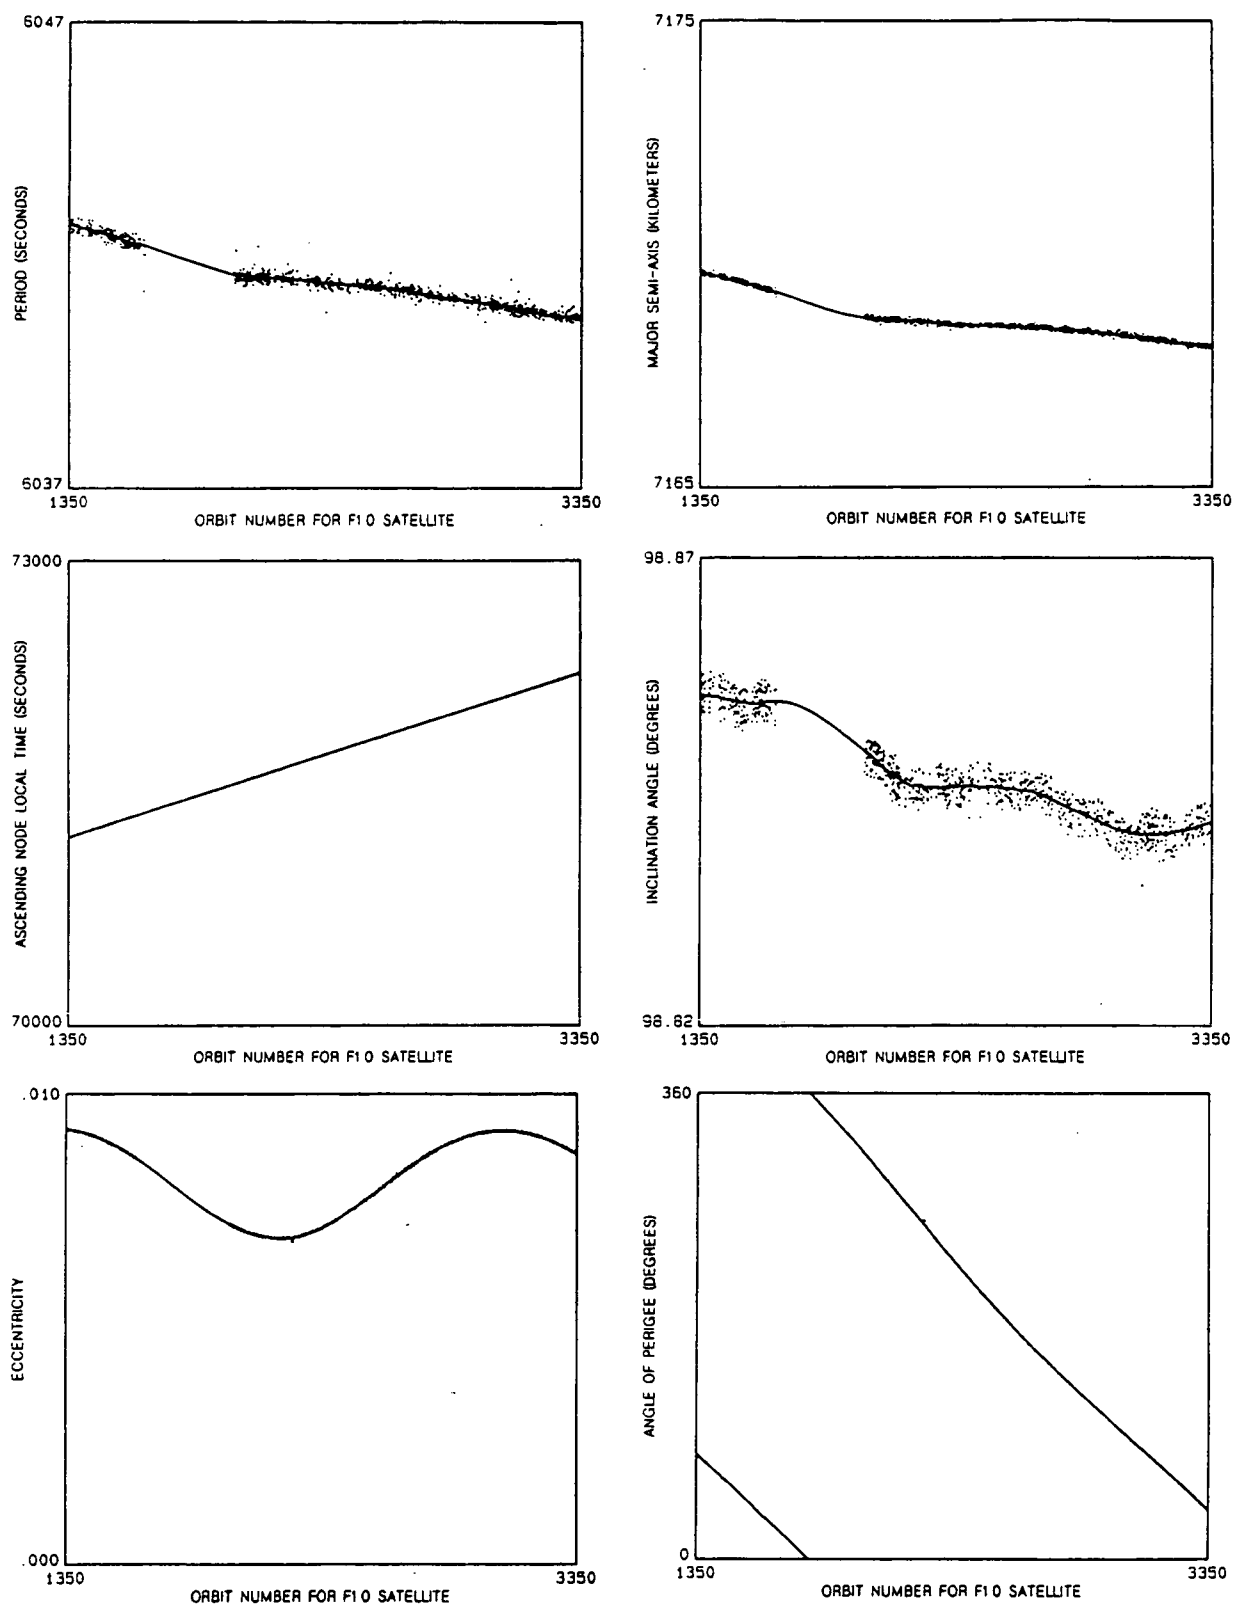 6047
PERIOD (SECONDS)
6037
1350
3350
ORBIT NUMBER FOR F10 SATELLITE
7175
MAJOR SEMI-AXIS (KILOMETERS)
7165
1350
3350
ORBIT NUMBER FOR F10 SATELLITE
73000
ASCENDING NODE LOCAL TIME (SECONDS)
70000
1350
3350
ORBIT NUMBER FOR F10 SATELLITE
98.87
INCLINATION ANGLE (DEGREES)
98.82
1350
3350
ORBIT NUMBER FOR F10 SATELLITE
.010
ECCENTRICITY
.000
1350
3350
ORBIT NUMBER FOR F10 SATELLITE
360
ANGLE OF PERIGEE (DEGREES)
0
1350
3350
ORBIT NUMBER FOR F10 SATELLITE